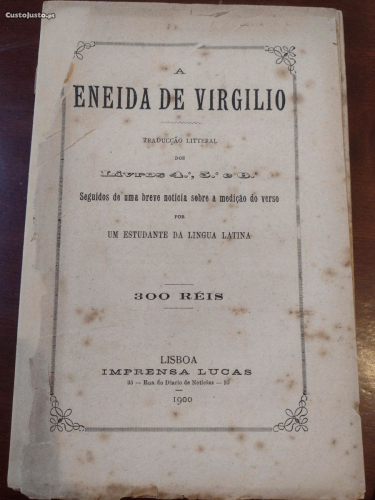 CustoJusto.pt
A
ENEIDA DE VIRGILIO
TRADUCÇÃO LITTERAL
DOS
Livros 4.º, 5.º e 6.º
Seguidos de uma breve noticia sobre a medição do verso
POR
UM ESTUDANTE DA LINGUA LATINA
300 RÉIS
LISBOA
IMPRENSA LUCAS
93 — Rua do Diario de Noticias — 93
1900